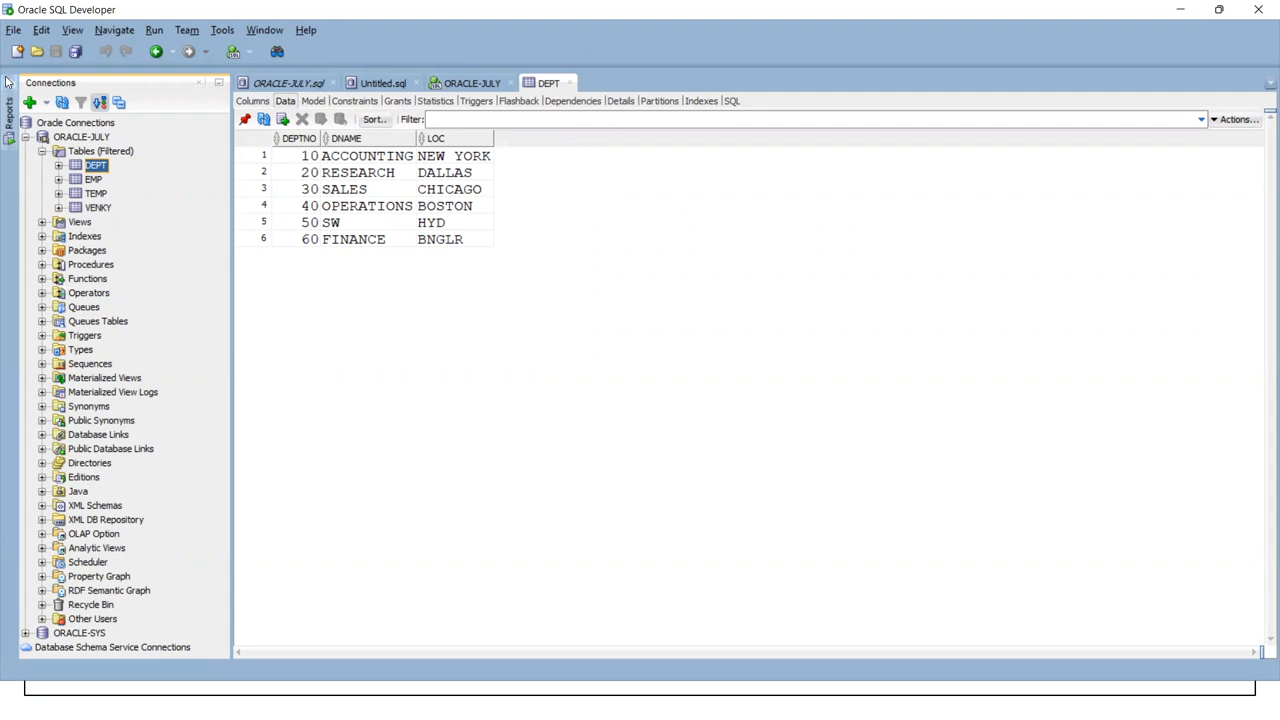 Oracle SQL Developer
File Edit View Navigate Run Team Tools Window Help
Reports
Connections
Oracle Connections
ORACLE-JULY
Tables (Filtered)
DEPT
EMP
TEMP
VENKY
Views
Indexes
Packages
Procedures
Functions
Operators
Queues
Queues Tables
Triggers
Types
Sequences
Materialized Views
Materialized View Logs
Synonyms
Public Synonyms
Database Links
Public Database Links
Directories
Editions
Java
XML Schemas
XML DB Repository
OLAP Option
Analytic Views
Scheduler
Property Graph
RDF Semantic Graph
Recycle Bin
Other Users
ORACLE-SYS
Database Schema Service Connections
ORACLE-JULY.sql Untitled.sql ORACLE-JULY DEPT
Columns Data Model Constraints Grants Statistics Triggers Flashback Dependencies Details Partitions Indexes SQL
Sort.. Filter: Actions...
DEPTNO DNAME LOC
1 10 ACCOUNTING NEW YORK
2 20 RESEARCH DALLAS
3 30 SALES CHICAGO
4 40 OPERATIONS BOSTON
5 50 SW HYD
6 60 FINANCE BNGLR